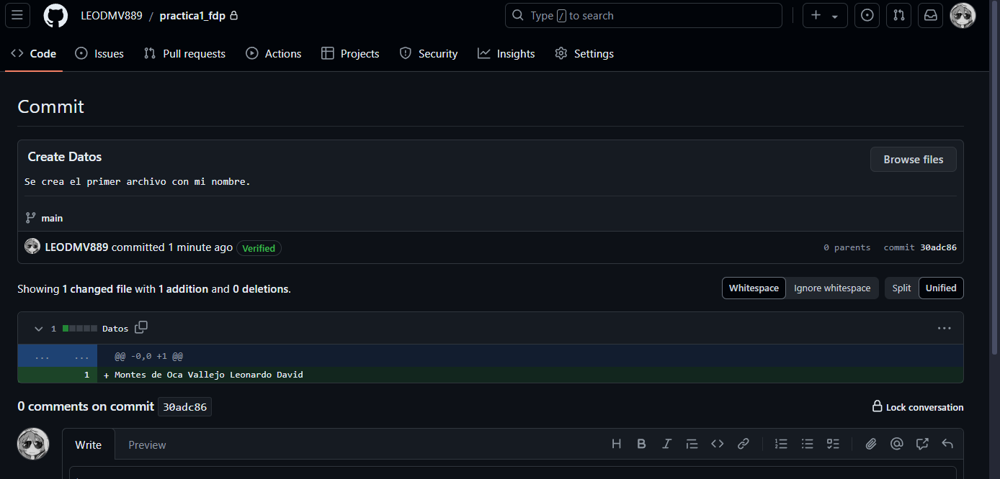 LEODMV889 / practica1_fdp
Type / to search
Code Issues Pull requests Actions Projects Security Insights Settings
Commit
Create Datos
Browse files
Se crea el primer archivo con mi nombre.
main
LEODMV889 committed 1 minute ago Verified
0 parents commit 30adc86
Showing 1 changed file with 1 addition and 0 deletions.
Whitespace Ignore whitespace Split Unified
1 Datos
... ... @@ -0,0 +1 @@
1 + Montes de Oca Vallejo Leonardo David
0 comments on commit 30adc86
Lock conversation
Write Preview